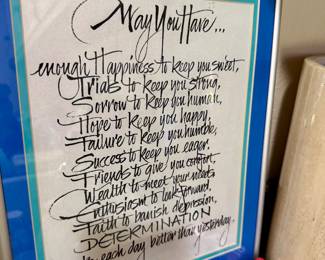 May You Have...
enough Happiness to keep you sweet,
Trials to keep you strong,
Sorrow to keep you human,
Hope to keep you happy,
Failure to keep you humble,
Success to keep you eager,
Friends to give you comfort,
Wealth to meet your needs,
Enthusiasm to look forward,
Faith to banish depression,
DETERMINATION
each day better than yesterday.